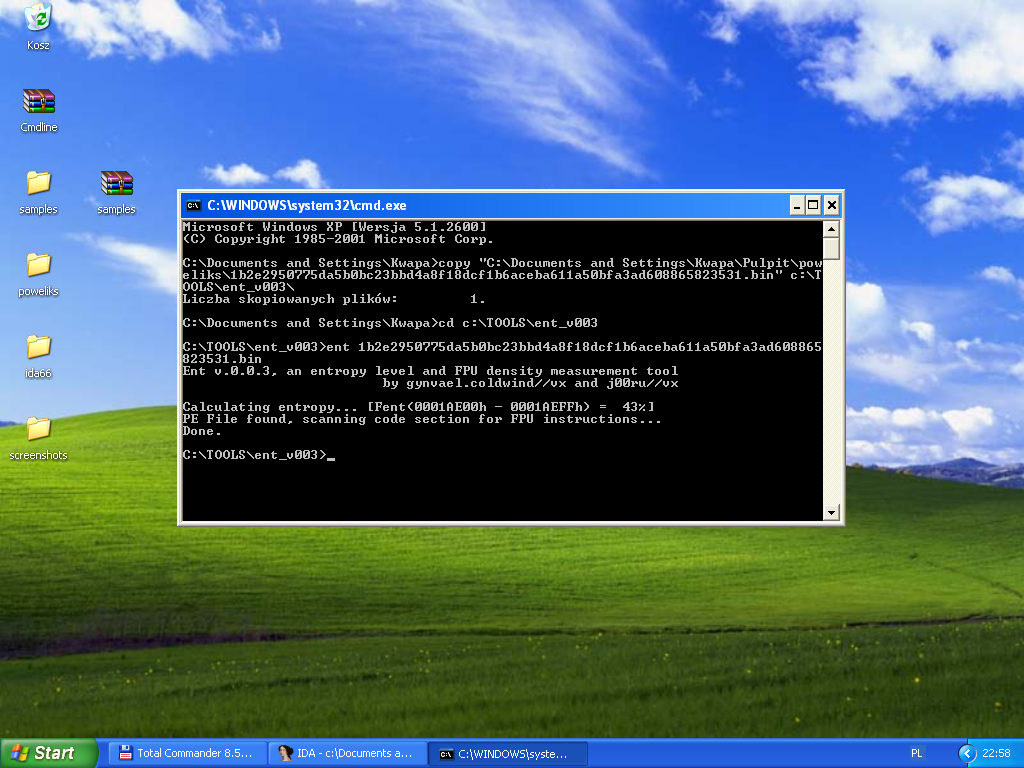 Kosz
Cmdline
samples
samples
poweliks
ida66
screenshots
C:\WINDOWS\system32\cmd.exe
Microsoft Windows XP [Wersja 5.1.2600]
(C) Copyright 1985-2001 Microsoft Corp.
C:\Documents and Settings\Kwapa>copy "C:\Documents and Settings\Kwapa\Pulpit\pow
eliks\1b2e2950775da5b0bc23bbd4a8f18dcf1b6aceba611a50bfa3ad608865823531.bin" c:\T
OOLS\ent_v003\
Liczba skopiowanych plików:         1.
C:\Documents and Settings\Kwapa>cd c:\TOOLS\ent_v003
C:\TOOLS\ent_v003>ent 1b2e2950775da5b0bc23bbd4a8f18dcf1b6aceba611a50bfa3ad608865
823531.bin
Ent v.0.0.3, an entropy level and FPU density measurement tool
by gynvael.coldwind//vx and j00ru//vx
Calculating entropy... [Fent(0001AE00h - 0001AEFFh) =  43%]
PE File found, scanning code section for FPU instructions...
Done.
C:\TOOLS\ent_v003>_
Start
Total Commander 8.5...
IDA - c:\Documents a...
C:\WINDOWS\syste...
PL
22:58